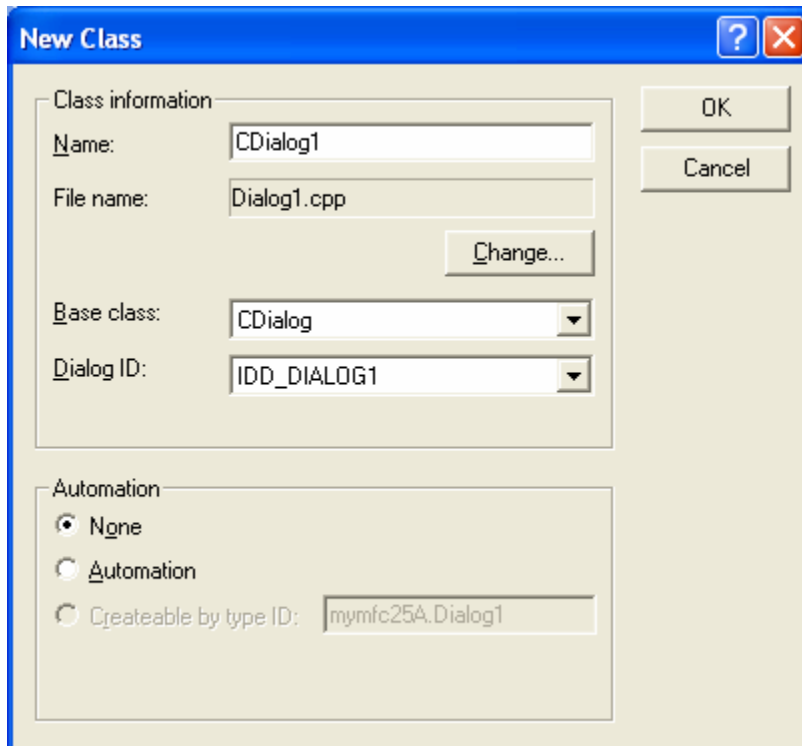 New Class
Class information
OK
Name: CDialog1
Cancel
File name: Dialog1.cpp
Change...
Base class: CDialog
Dialog ID: IDD_DIALOG1
Automation
None
Automation
Createable by type ID: mymfc25A.Dialog1